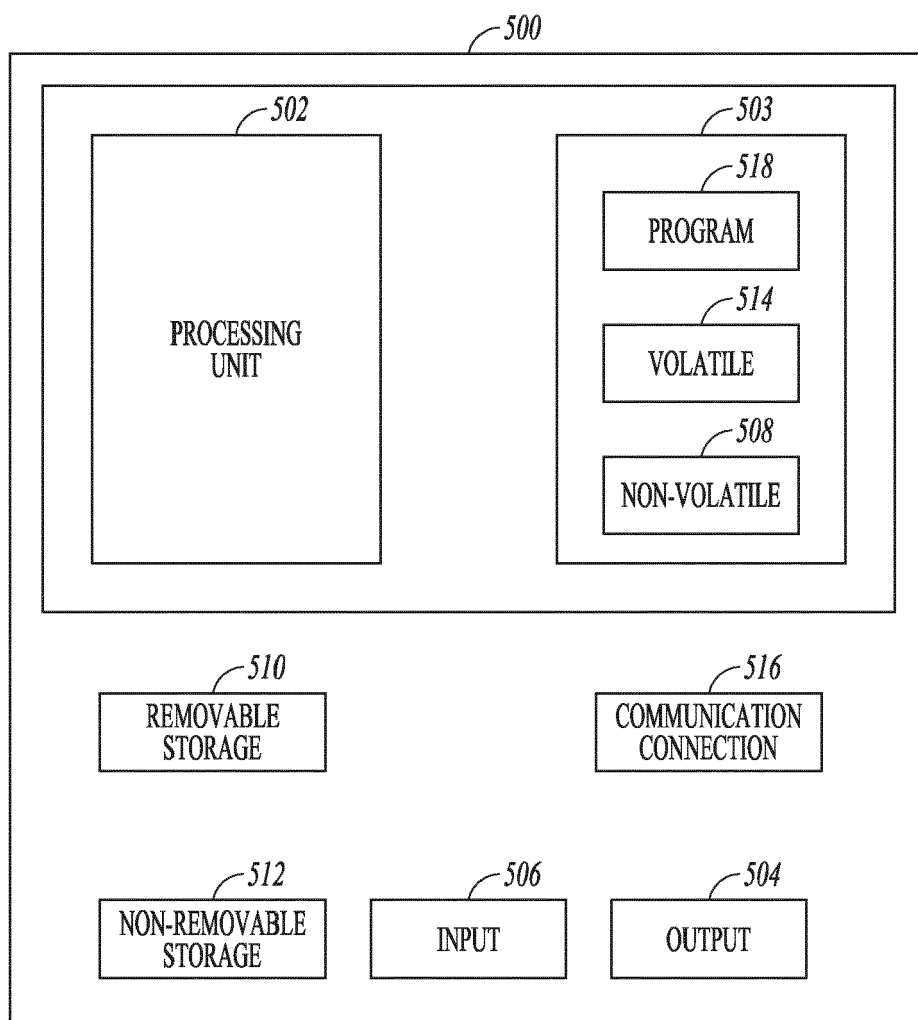 500
502
503
518
PROGRAM
PROCESSING
UNIT
514
VOLATILE
508
NON-VOLATILE
510
REMOVABLE
STORAGE
516
COMMUNICATION
CONNECTION
512
NON-REMOVABLE
STORAGE
506
INPUT
504
OUTPUT